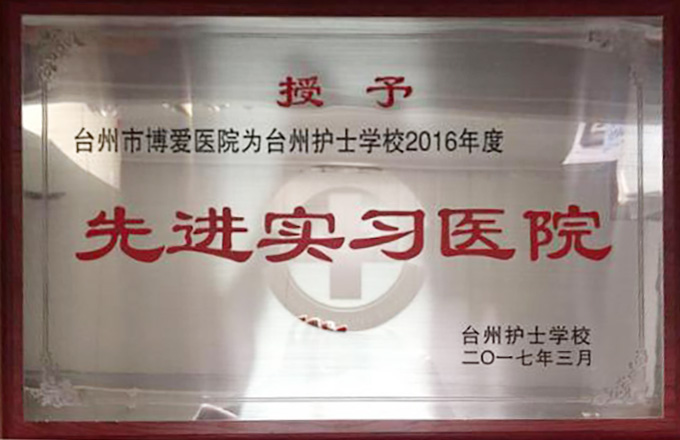 授予
台州市博爱医院为台州护士学校2016年度
先进实习医院
台州护士学校
二〇一七年三月